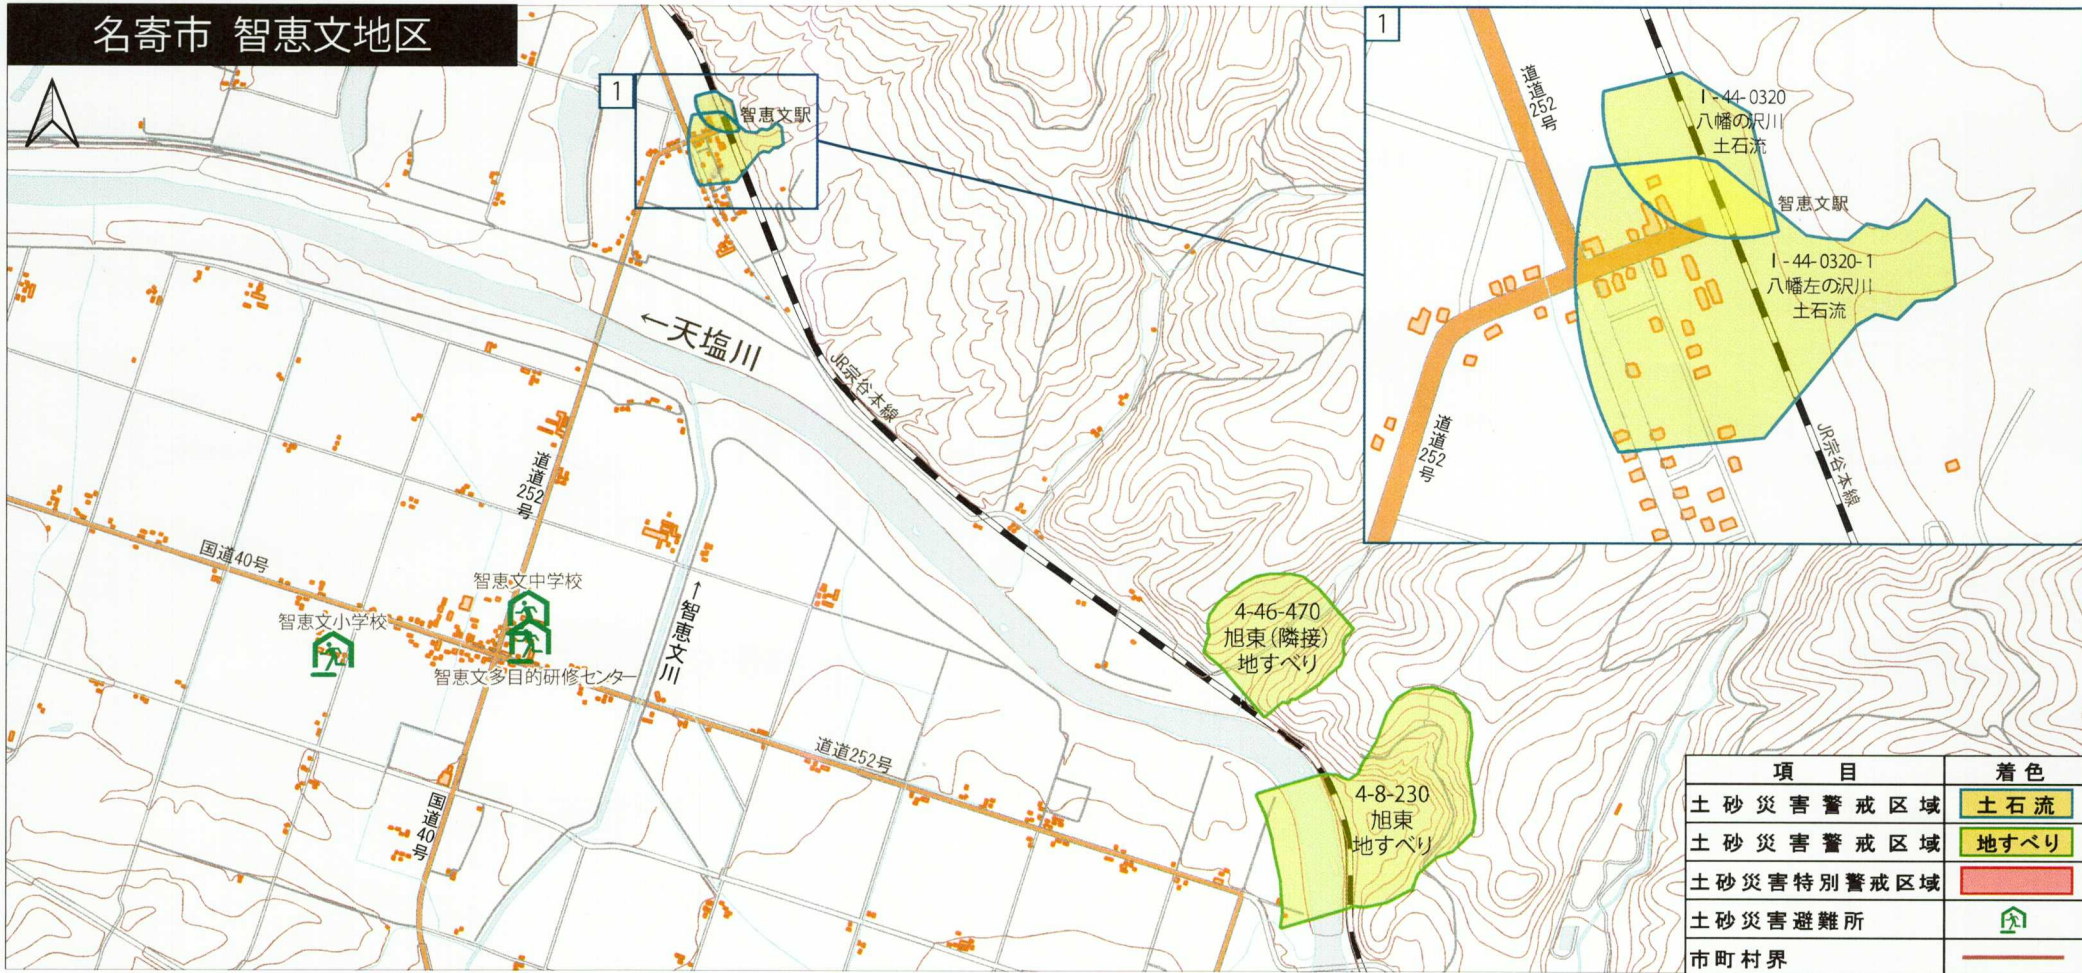 名寄市 智恵文地区
1
智恵文駅
←天塩川
JR宗谷本線
道道252号
国道40号
智恵文中学校
智恵文小学校
智恵文多目的研修センター
↑智恵文川
道道252号
国道40号
4-46-470
旭東(隣接)
地すべり
4-8-230
旭東
地すべり
1
道道252号
I-44-0320
八幡の沢川
土石流
智恵文駅
I-44-0320-1
八幡左の沢川
土石流
道道252号
JR宗谷本線
項目 着色
土砂災害警戒区域 土石流
土砂災害警戒区域 地すべり
土砂災害特別警戒区域
土砂災害避難所
市町村界